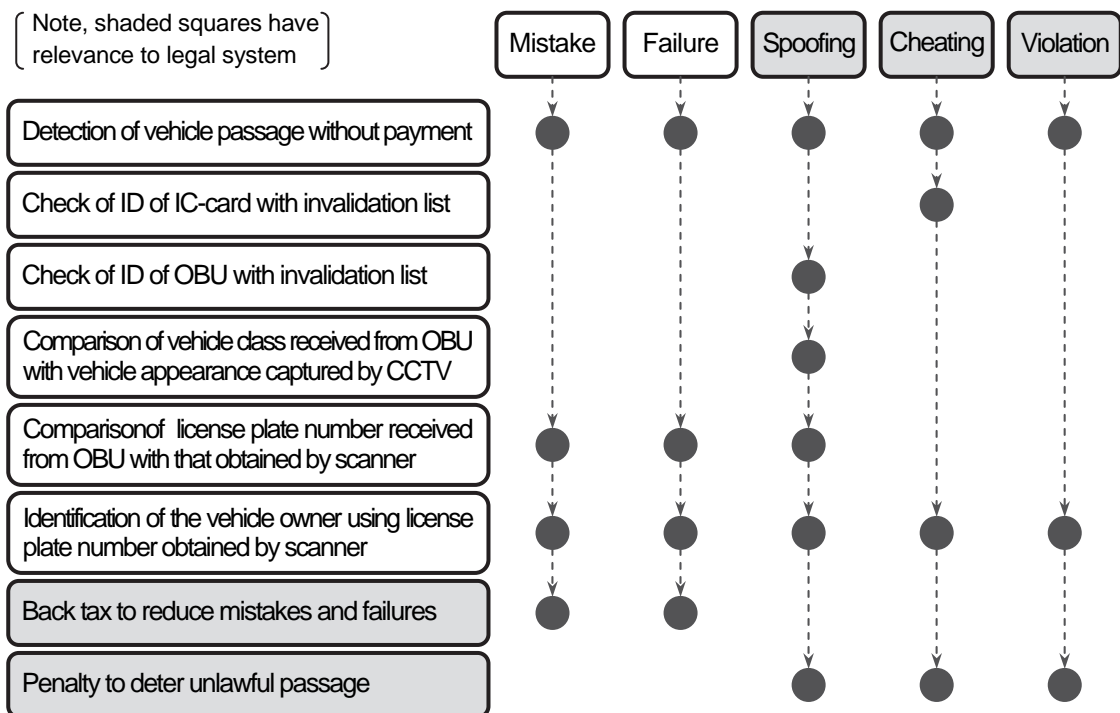 Note, shaded squares have
relevance to legal system
Mistake
Failure
Spoofing
Cheating
Violation
Detection of vehicle passage without payment
Check of ID of IC-card with invalidation list
Check of ID of OBU with invalidation list
Comparison of vehicle class received from OBU
with vehicle appearance captured by CCTV
Comparisonof license plate number received
from OBU with that obtained by scanner
Identification of the vehicle owner using license
plate number obtained by scanner
Back tax to reduce mistakes and failures
Penalty to deter unlawful passage